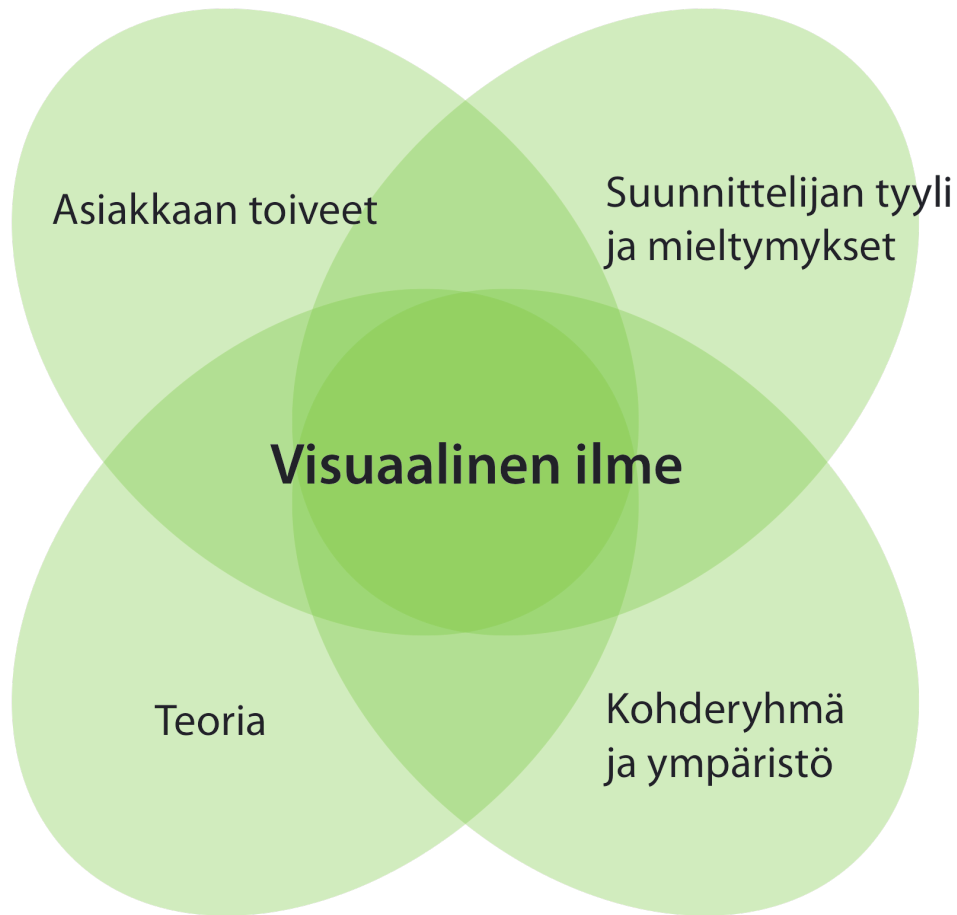 Asiakkaan toiveet
Suunnittelijan tyyli
ja mieltymykset
Visuaalinen ilme
Teoria
Kohderyhmä
ja ympäristö